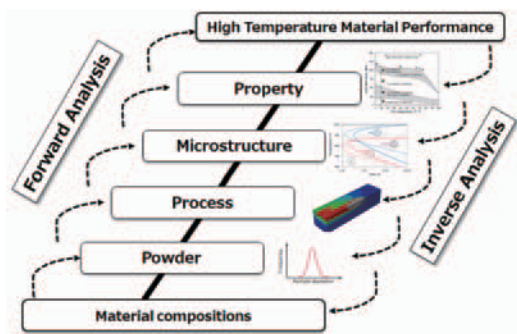 High Temperature Material Performance
Forward Analysis
Property
Microstructure
Process
Inverse Analysis
Powder
Material compositions